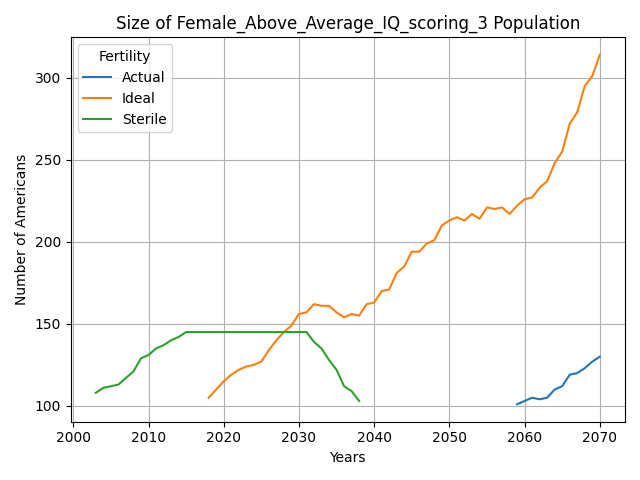 Size of Female_Above_Average_IQ_scoring_3 Population
Fertility
Actual
Ideal
Sterile
Number of Americans
300
250
200
150
100
2000 2010 2020 2030 2040 2050 2060 2070
Years